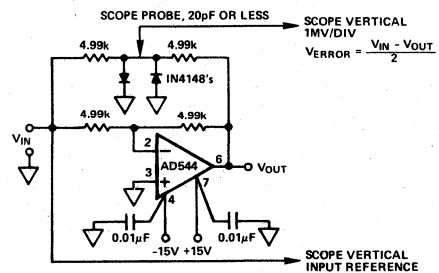 SCOPE PROBE, 20pF OR LESS
SCOPE VERTICAL
1MV/DIV
VERROR = VIN - VOUT
2
4.99k
4.99k
IN4148's
4.99k
4.99k
VIN
2
-
AD544
6
VOUT
3
+
7
4
0.01μF
-15V +15V
0.01μF
SCOPE VERTICAL
INPUT REFERENCE